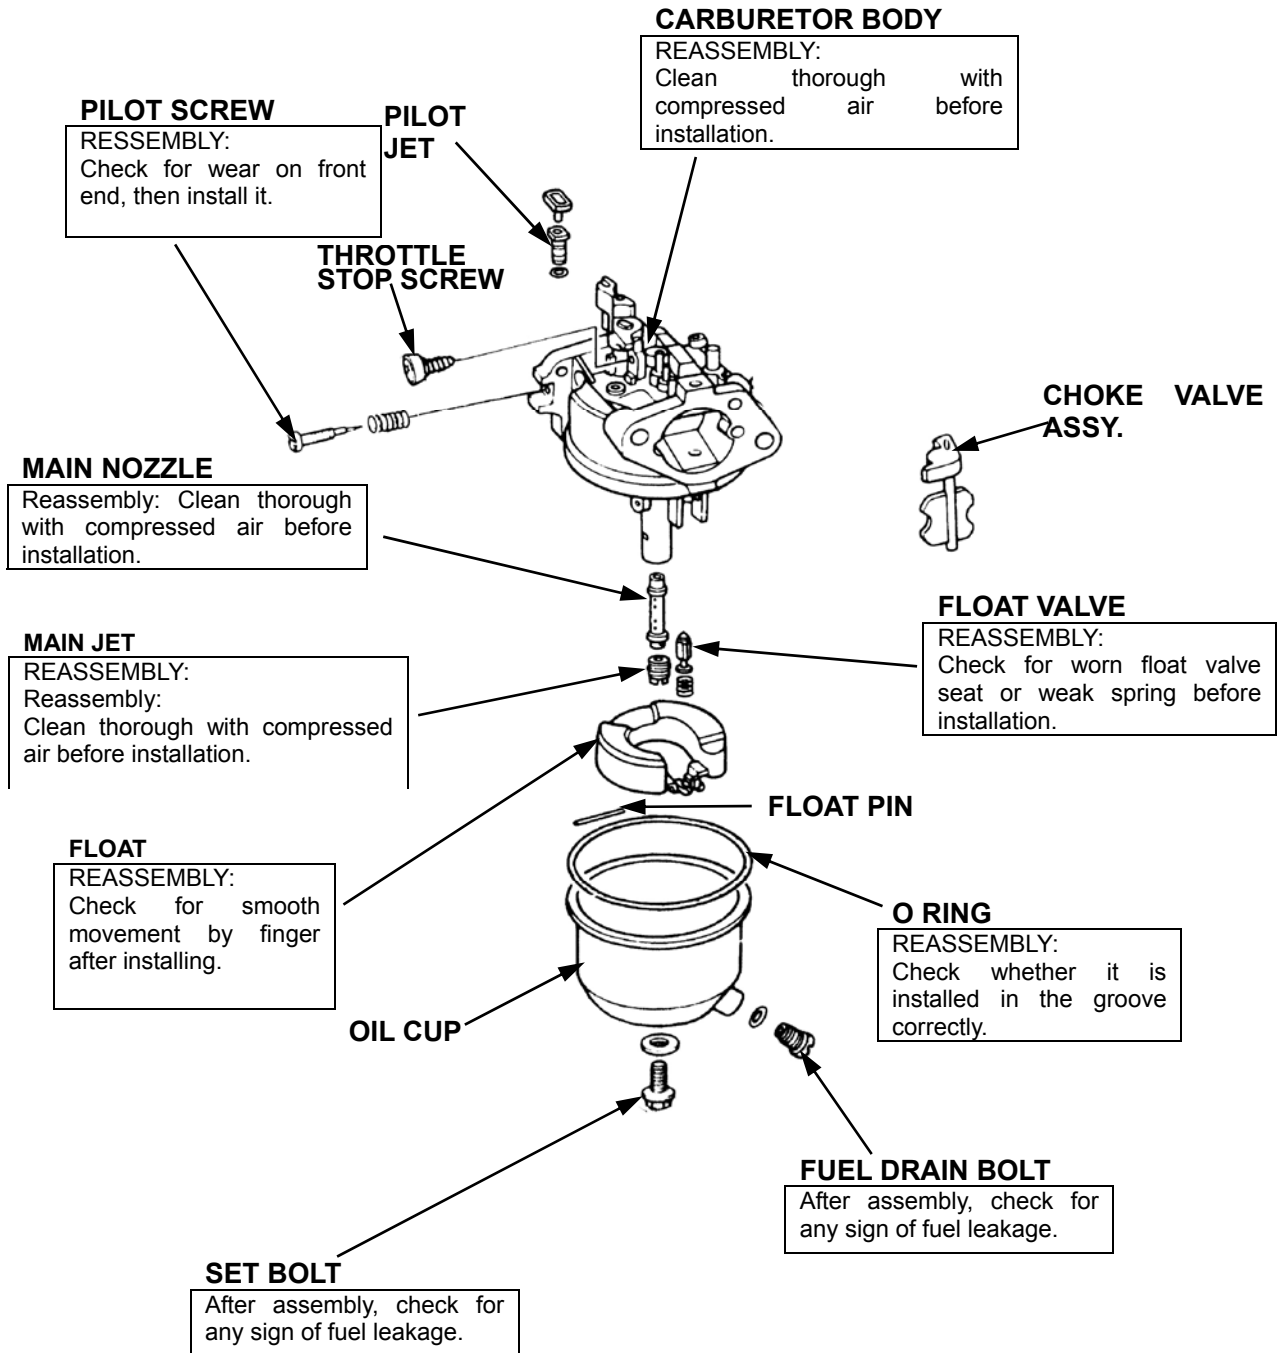 CARBURETOR BODY
REASSEMBLY:
Clean thorough with
compressed air before
installation.
PILOT SCREW
RESSEMBLY:
Check for wear on front
end, then install it.
PILOT
JET
THROTTLE
STOP SCREW
CHOKE VALVE
ASSY.
MAIN NOZZLE
Reassembly: Clean thorough
with compressed air before
installation.
FLOAT VALVE
REASSEMBLY:
Check for worn float valve
seat or weak spring before
installation.
MAIN JET
REASSEMBLY:
Reassembly:
Clean thorough with compressed
air before installation.
FLOAT PIN
FLOAT
REASSEMBLY:
Check for smooth
movement by finger
after installing.
O RING
REASSEMBLY:
Check whether it is
installed in the groove
correctly.
OIL CUP
FUEL DRAIN BOLT
After assembly, check for
any sign of fuel leakage.
SET BOLT
After assembly, check for
any sign of fuel leakage.